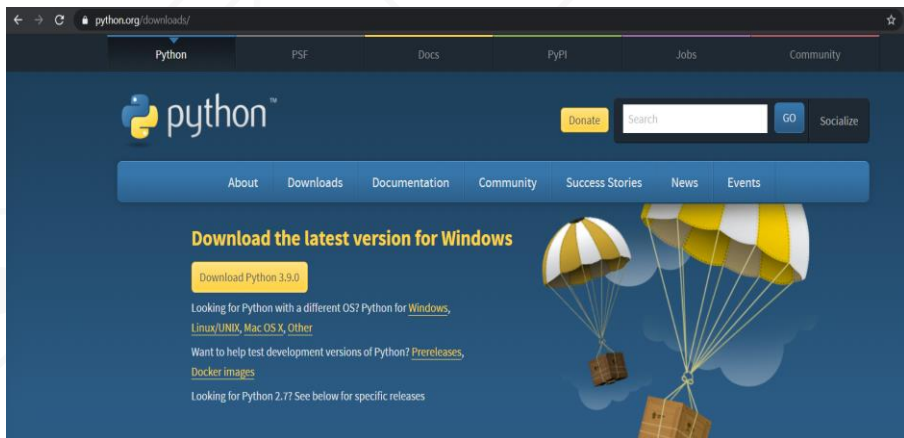 python.org/downloads/
Python PSF Docs PyPI Jobs Community
python™
Donate Search GO Socialize
About Downloads Documentation Community Success Stories News Events
Download the latest version for Windows
Download Python 3.9.0
Looking for Python with a different OS? Python for Windows,
Linux/UNIX, Mac OS X, Other
Want to help test development versions of Python? Prereleases,
Docker images
Looking for Python 2.7? See below for specific releases